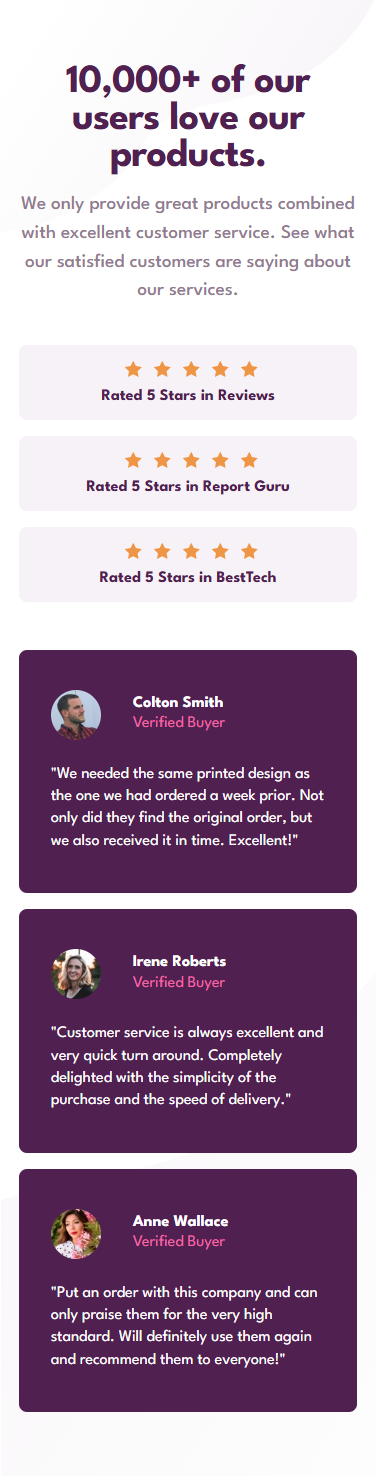 10,000+ of our
users love our
products.
We only provide great products combined
with excellent customer service. See what
our satisfied customers are saying about
our services.
Rated 5 Stars in Reviews
Rated 5 Stars in Report Guru
Rated 5 Stars in BestTech
Colton Smith
Verified Buyer
"We needed the same printed design as
the one we had ordered a week prior. Not
only did they find the original order, but
we also received it in time. Excellent!"
Irene Roberts
Verified Buyer
"Customer service is always excellent and
very quick turn around. Completely
delighted with the simplicity of the
purchase and the speed of delivery."
Anne Wallace
Verified Buyer
"Put an order with this company and can
only praise them for the very high
standard. Will definitely use them again
and recommend them to everyone!"